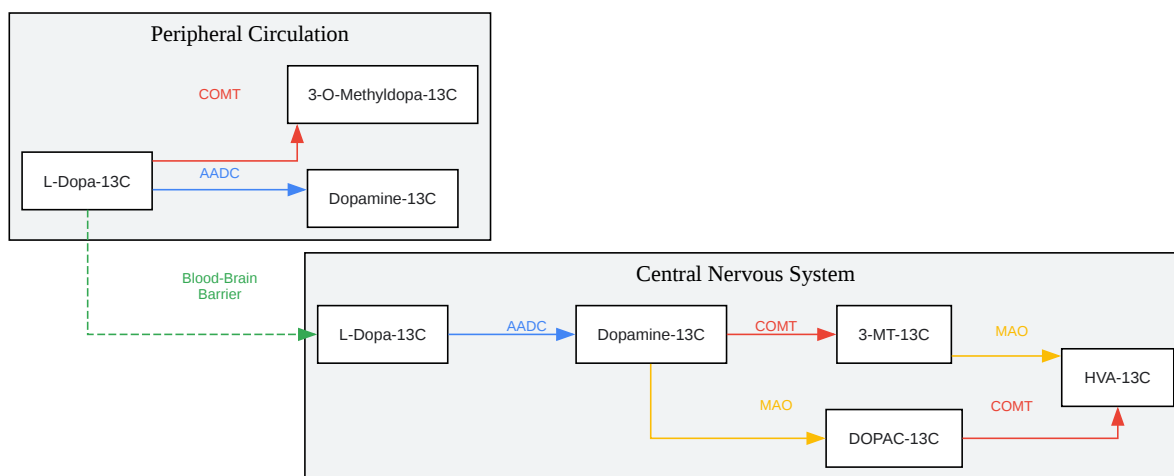 Peripheral Circulation
COMT
3-O-Methyldopa-13C
L-Dopa-13C
AADC
Dopamine-13C
Blood-Brain
Barrier
Central Nervous System
L-Dopa-13C
AADC
Dopamine-13C
COMT
3-MT-13C
MAO
HVA-13C
MAO
DOPAC-13C
COMT